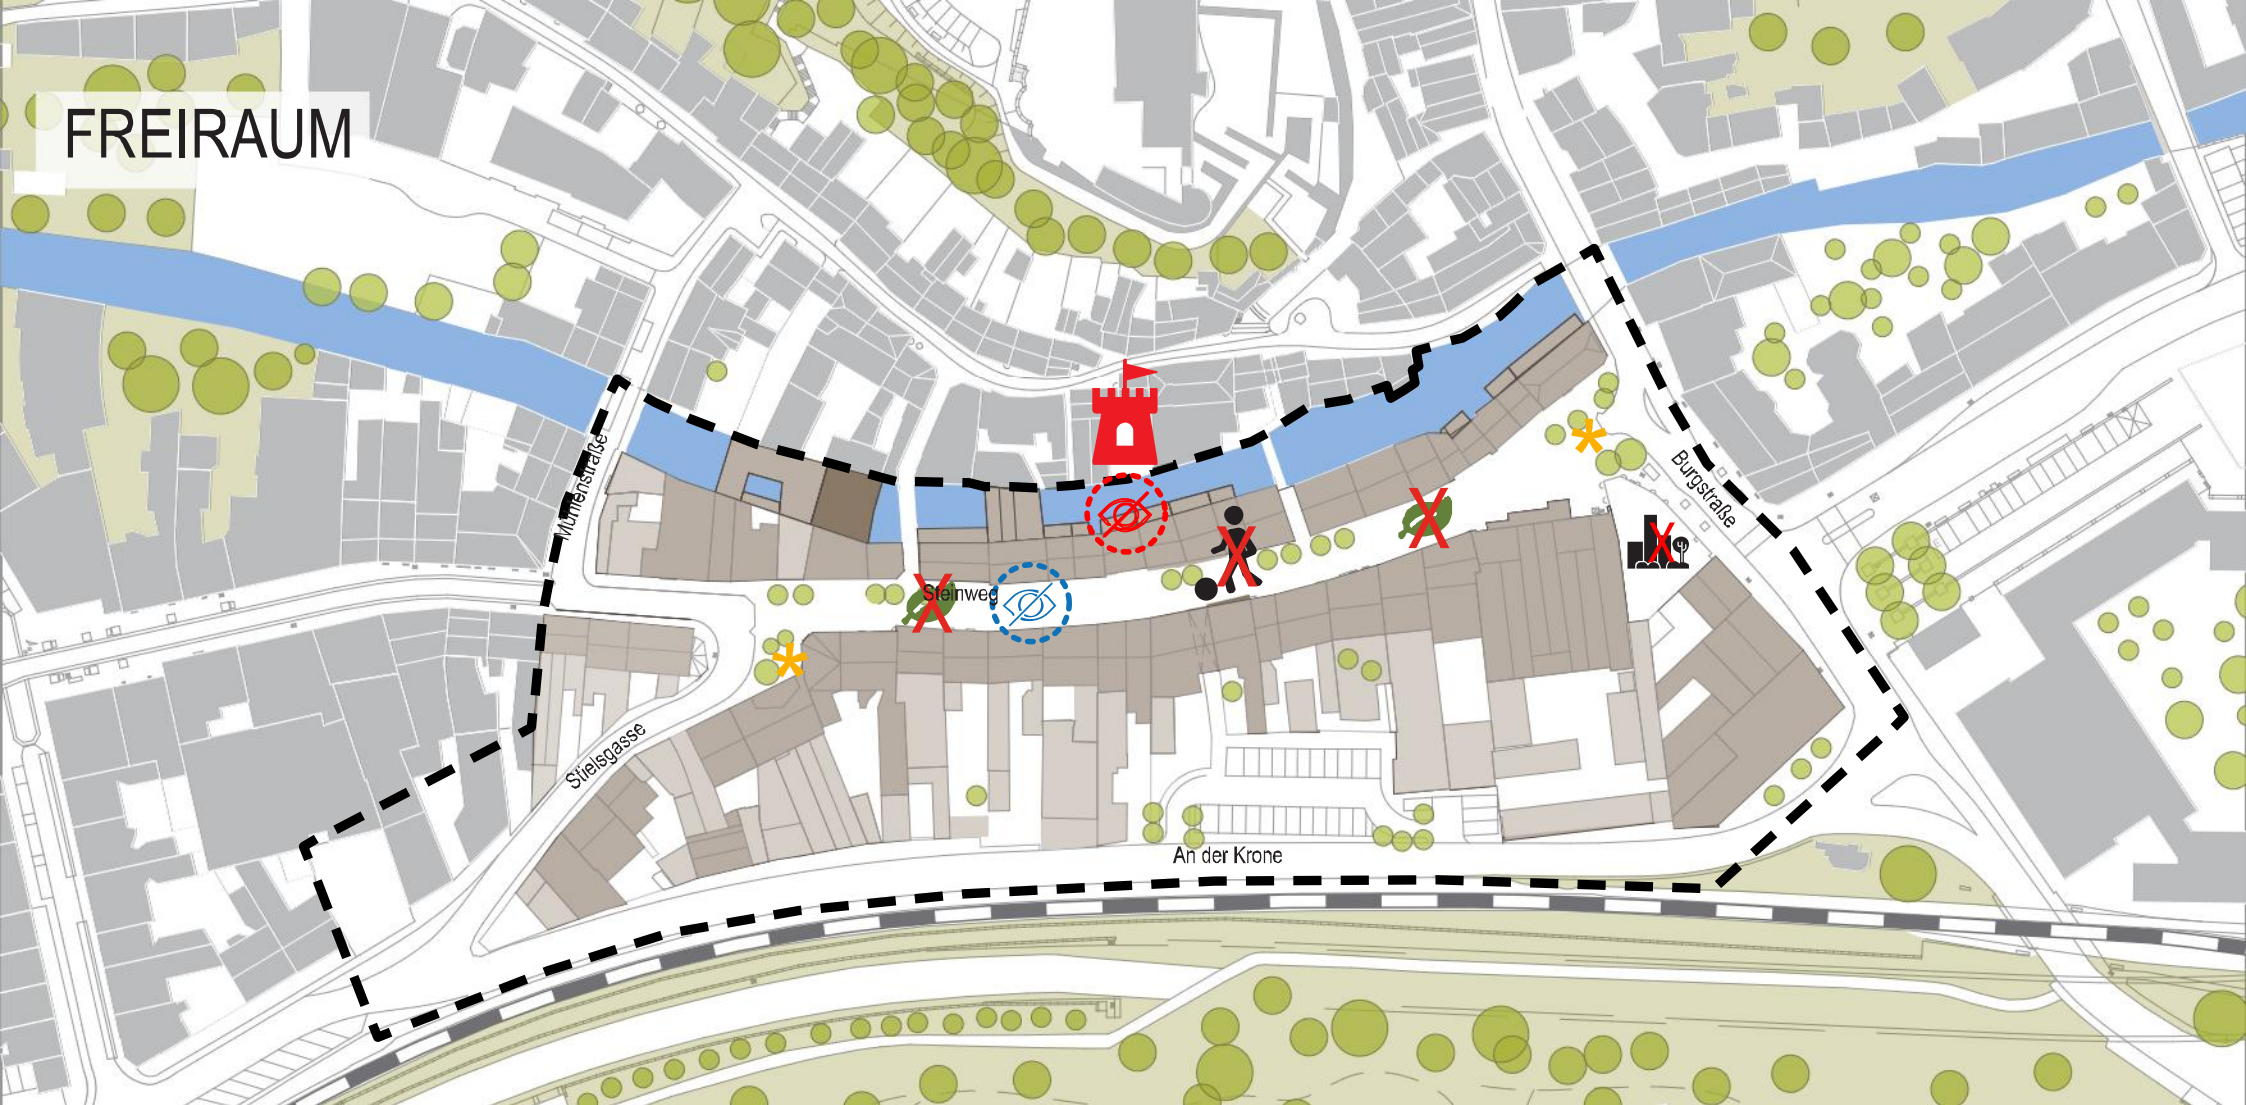 FREIRAUM
Mühlenstraße
Burgstraße
Steinweg
Stielsgasse
An der Krone